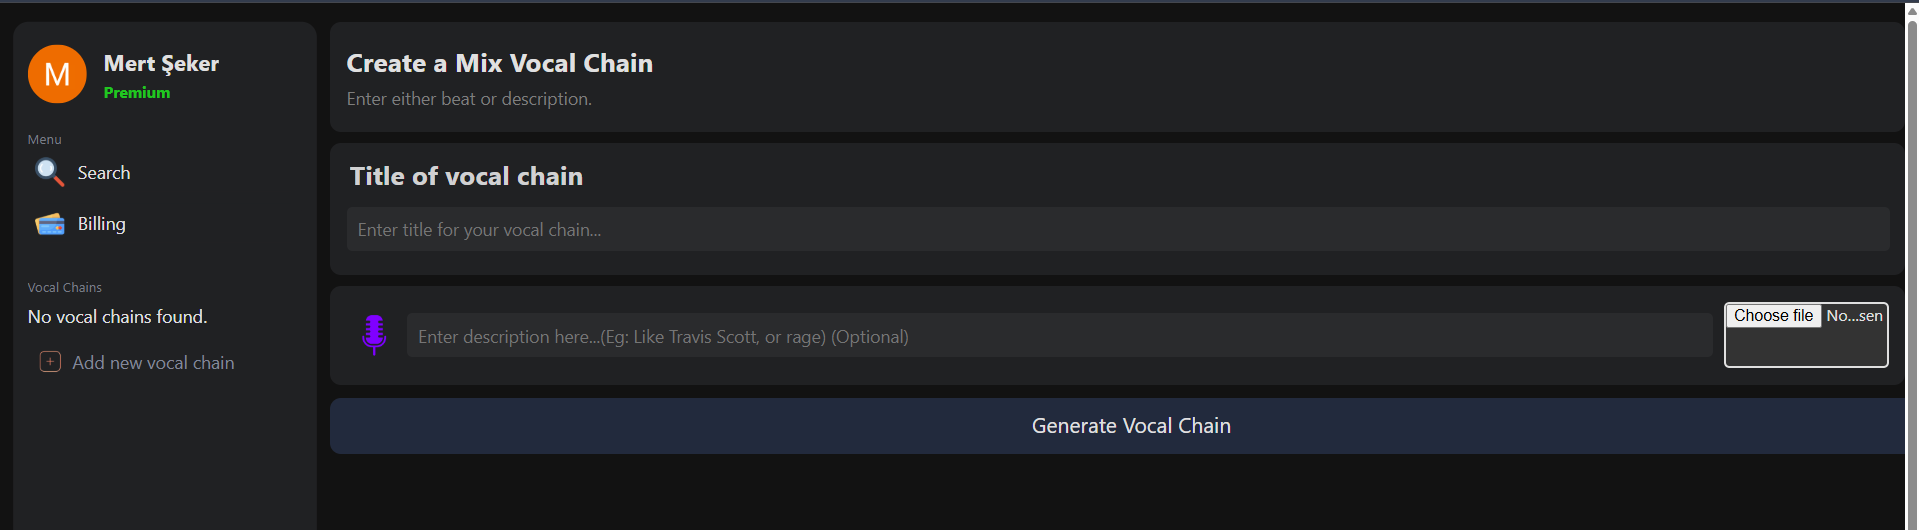 M
Mert Şeker
Premium
Menu
Search
Billing
Vocal Chains
No vocal chains found.
Add new vocal chain
Create a Mix Vocal Chain
Enter either beat or description.
Title of vocal chain
Enter title for your vocal chain...
Enter description here...(Eg: Like Travis Scott, or rage) (Optional)
Choose file No...sen
Generate Vocal Chain